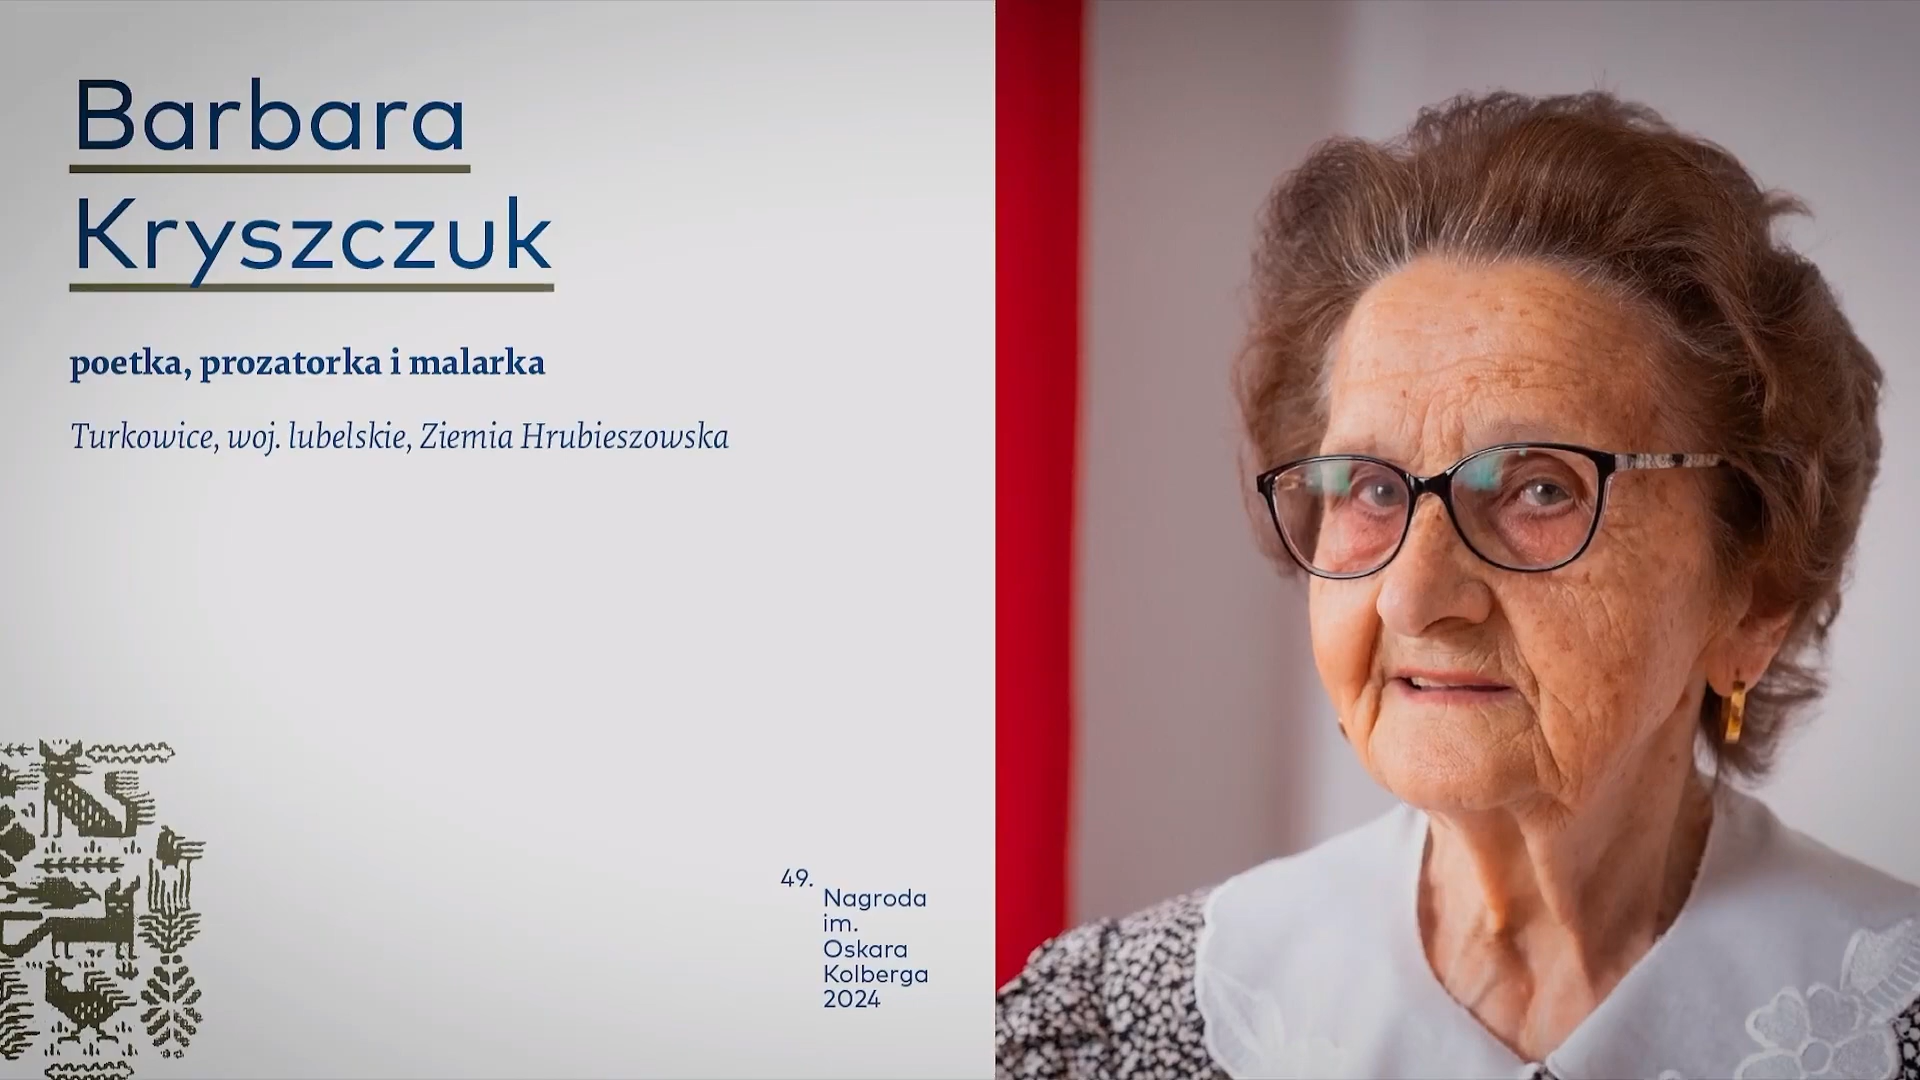 Barbara
Kryszczuk
poetka, prozatorka i malarka
Turkowice, woj. lubelskie, Ziemia Hrubieszowska
49.
Nagroda
im.
Oskara
Kolberga
2024